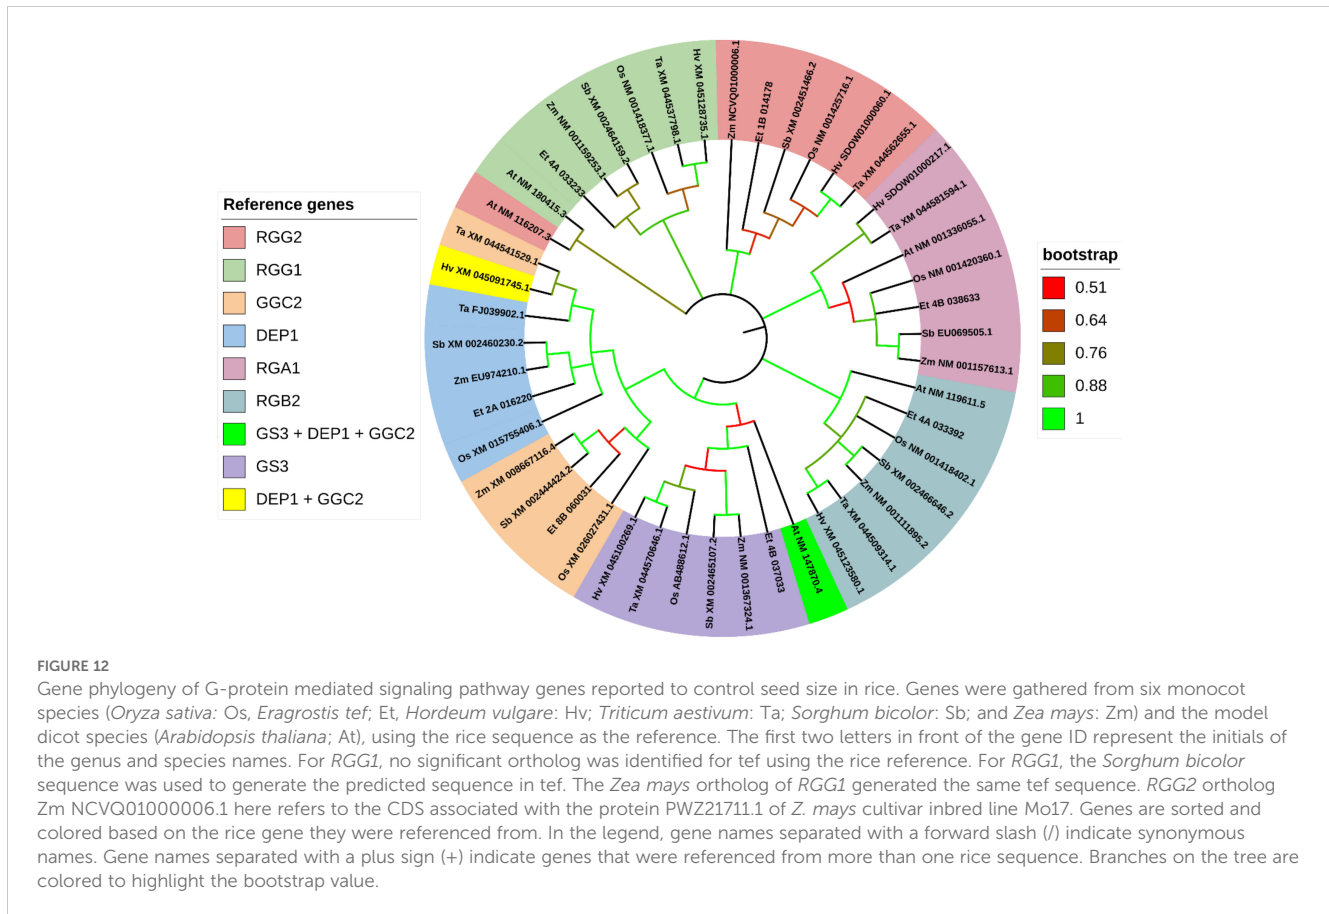 Reference genes
RGG2
RGG1
GGC2
DEP1
RGA1
RGB2
GS3 + DEP1 + GGC2
GS3
DEP1 + GGC2
Zm NCVQ01000006.1
Et 1B 014178
Sb XM 002451466.2
Os NM 001425716.1
Hv SDOW01000060.1
Ta XM 044562655.1
Hv SDOW01000217.1
Ta XM 044581594.1
At NM 001336055.1
Os NM 001420360.1
Et 4B 038633
Sb EU069505.1
Zm NM 001157613.1
At NM 119611.5
Et 4A 033392
Os NM 001418402.1
Sb XM 002466646.2
Zm NM 001111895.2
Ta XM 044509314.1
Hv XM 045123580.1
At NM 147870.4
Et 4B 037033
Zm NM 001367324.1
Sb XM 002465107.2
Os AB488612.1
Ta XM 044570646.1
Hv XM 045100269.1
Os XM 026027431.1
Et 8B 060031
Sb XM 002444424.2
Zm XM 008667116.4
Os XM 015755406.1
Et 2A 016220
Zm EU974210.1
Sb XM 002460230.2
Ta FJ039902.1
Hv XM 045091745.1
Ta XM 044541529.1
At NM 116207.3
At NM 180415.3
Et 4A 033233
Zm NM 001159253.1
Sb XM 002464159.2
Os NM 001418377.1
Ta XM 044537798.1
Hv XM 045128735.1
bootstrap
0.51
0.64
0.76
0.88
1
FIGURE 12
Gene phylogeny of G-protein mediated signaling pathway genes reported to control seed size in rice. Genes were gathered from six monocot
species (Oryza sativa: Os, Eragrostis tef; Et, Hordeum vulgare: Hv; Triticum aestivum: Ta; Sorghum bicolor: Sb; and Zea mays: Zm) and the model
dicot species (Arabidopsis thaliana; At), using the rice sequence as the reference. The first two letters in front of the gene ID represent the initials of
the genus and species names. For RGG1, no significant ortholog was identified for tef using the rice reference. For RGG1, the Sorghum bicolor
sequence was used to generate the predicted sequence in tef. The Zea mays ortholog of RGG1 generated the same tef sequence. RGG2 ortholog
Zm NCVQ01000006.1 here refers to the CDS associated with the protein PWZ21711.1 of Z. mays cultivar inbred line Mo17. Genes are sorted and
colored based on the rice gene they were referenced from. In the legend, gene names separated with a forward slash (/) indicate synonymous
names. Gene names separated with a plus sign (+) indicate genes that were referenced from more than one rice sequence. Branches on the tree are
colored to highlight the bootstrap value.